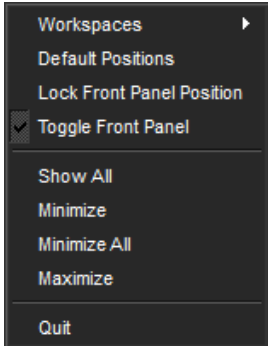 Workspaces
Default Positions
Lock Front Panel Position
Toggle Front Panel
Show All
Minimize
Minimize All
Maximize
Quit